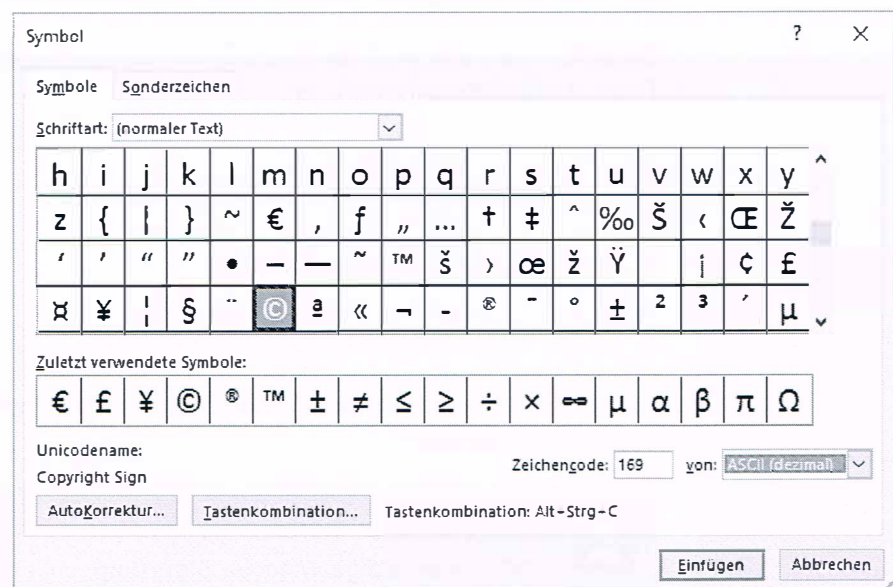 Symbol ? ×
Symbole Sonderzeichen
Schriftart: (normaler Text)
h i j k l m n o p q r s t u v w x y
z { ¦ } ~ € ‚ ƒ „ … † ‡ ˆ ‰ Š ‹ Œ Ž
‘ ’ “ ” • – — ~ ™ š › œ ž Ÿ ¡ ¢ £
¤ ¥ ¦ § ¨ © ª « ¬ - ® ¯ ° ± ² ³ ´ µ
Zuletzt verwendete Symbole:
€ £ ¥ © ® ™ ± ≠ ≤ ≥ ÷ × ∞ µ α β π Ω
Unicodename:
Copyright Sign
Zeichencode: 169 von: ASCII (dezimal)
AutoKorrektur... Tastenkombination... Tastenkombination: Alt-Strg-C
Einfügen Abbrechen